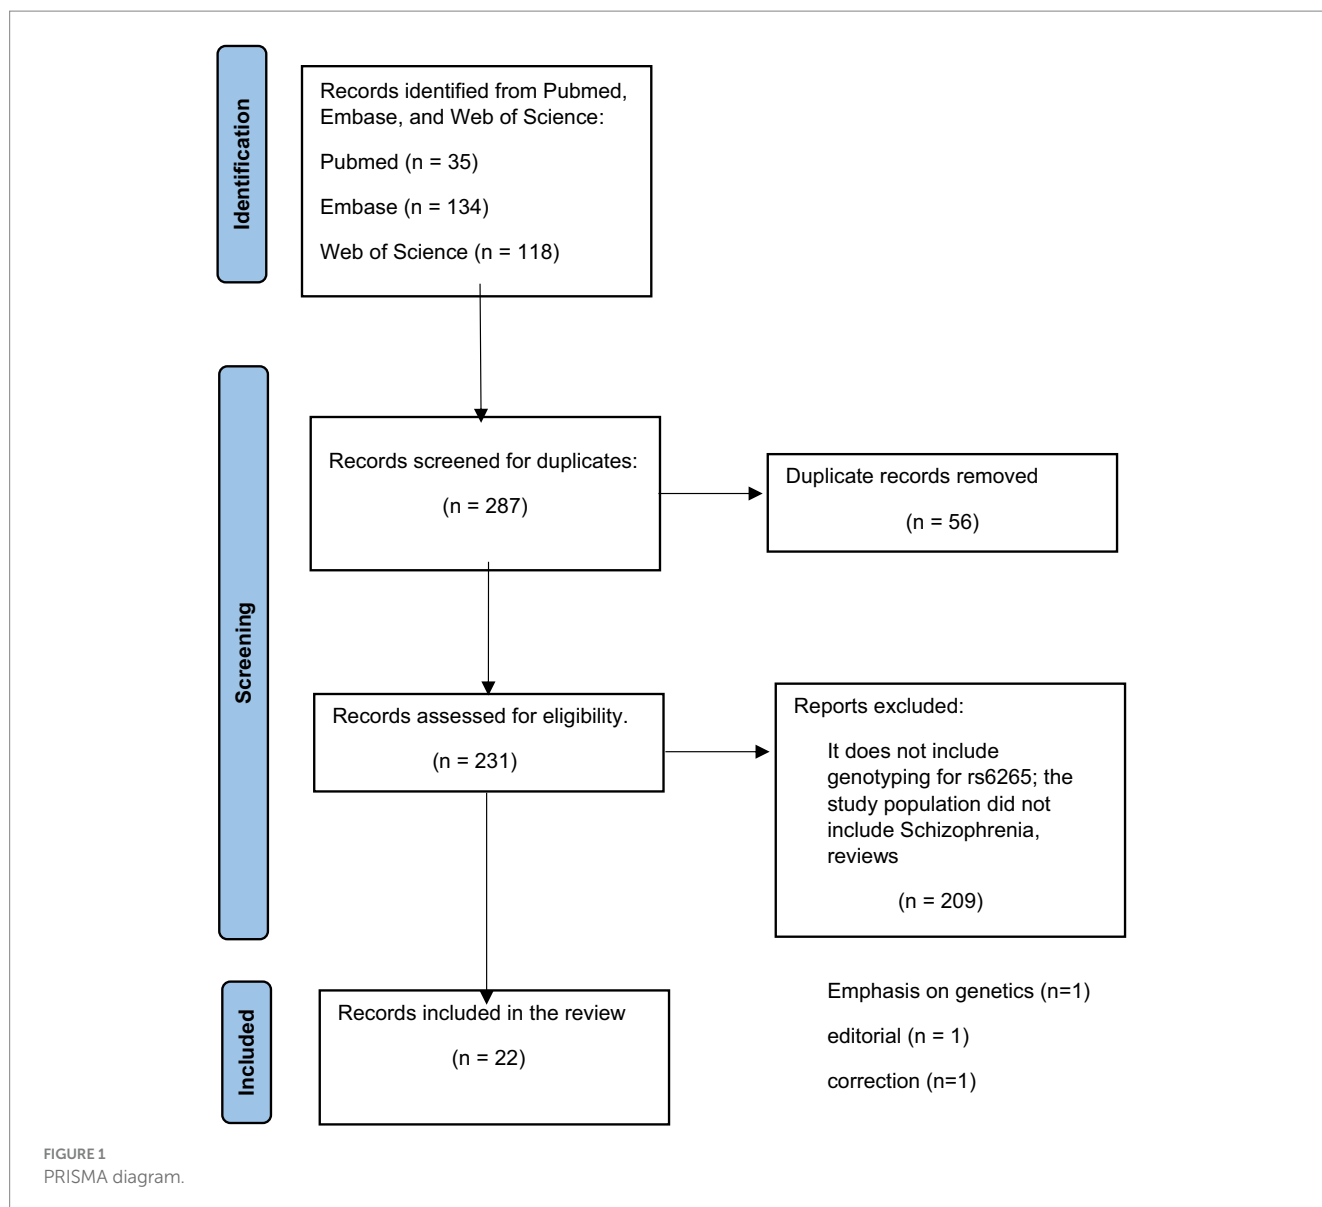 Identification
Records identified from Pubmed,
Embase, and Web of Science:
Pubmed (n = 35)
Embase (n = 134)
Web of Science (n = 118)
Screening
Records screened for duplicates:
(n = 287)
Duplicate records removed
(n = 56)
Records assessed for eligibility.
(n = 231)
Reports excluded:
It does not include
genotyping for rs6265; the
study population did not
include Schizophrenia,
reviews
(n = 209)
Included
Records included in the review
(n = 22)
Emphasis on genetics (n=1)
editorial (n = 1)
correction (n=1)
FIGURE 1
PRISMA diagram.